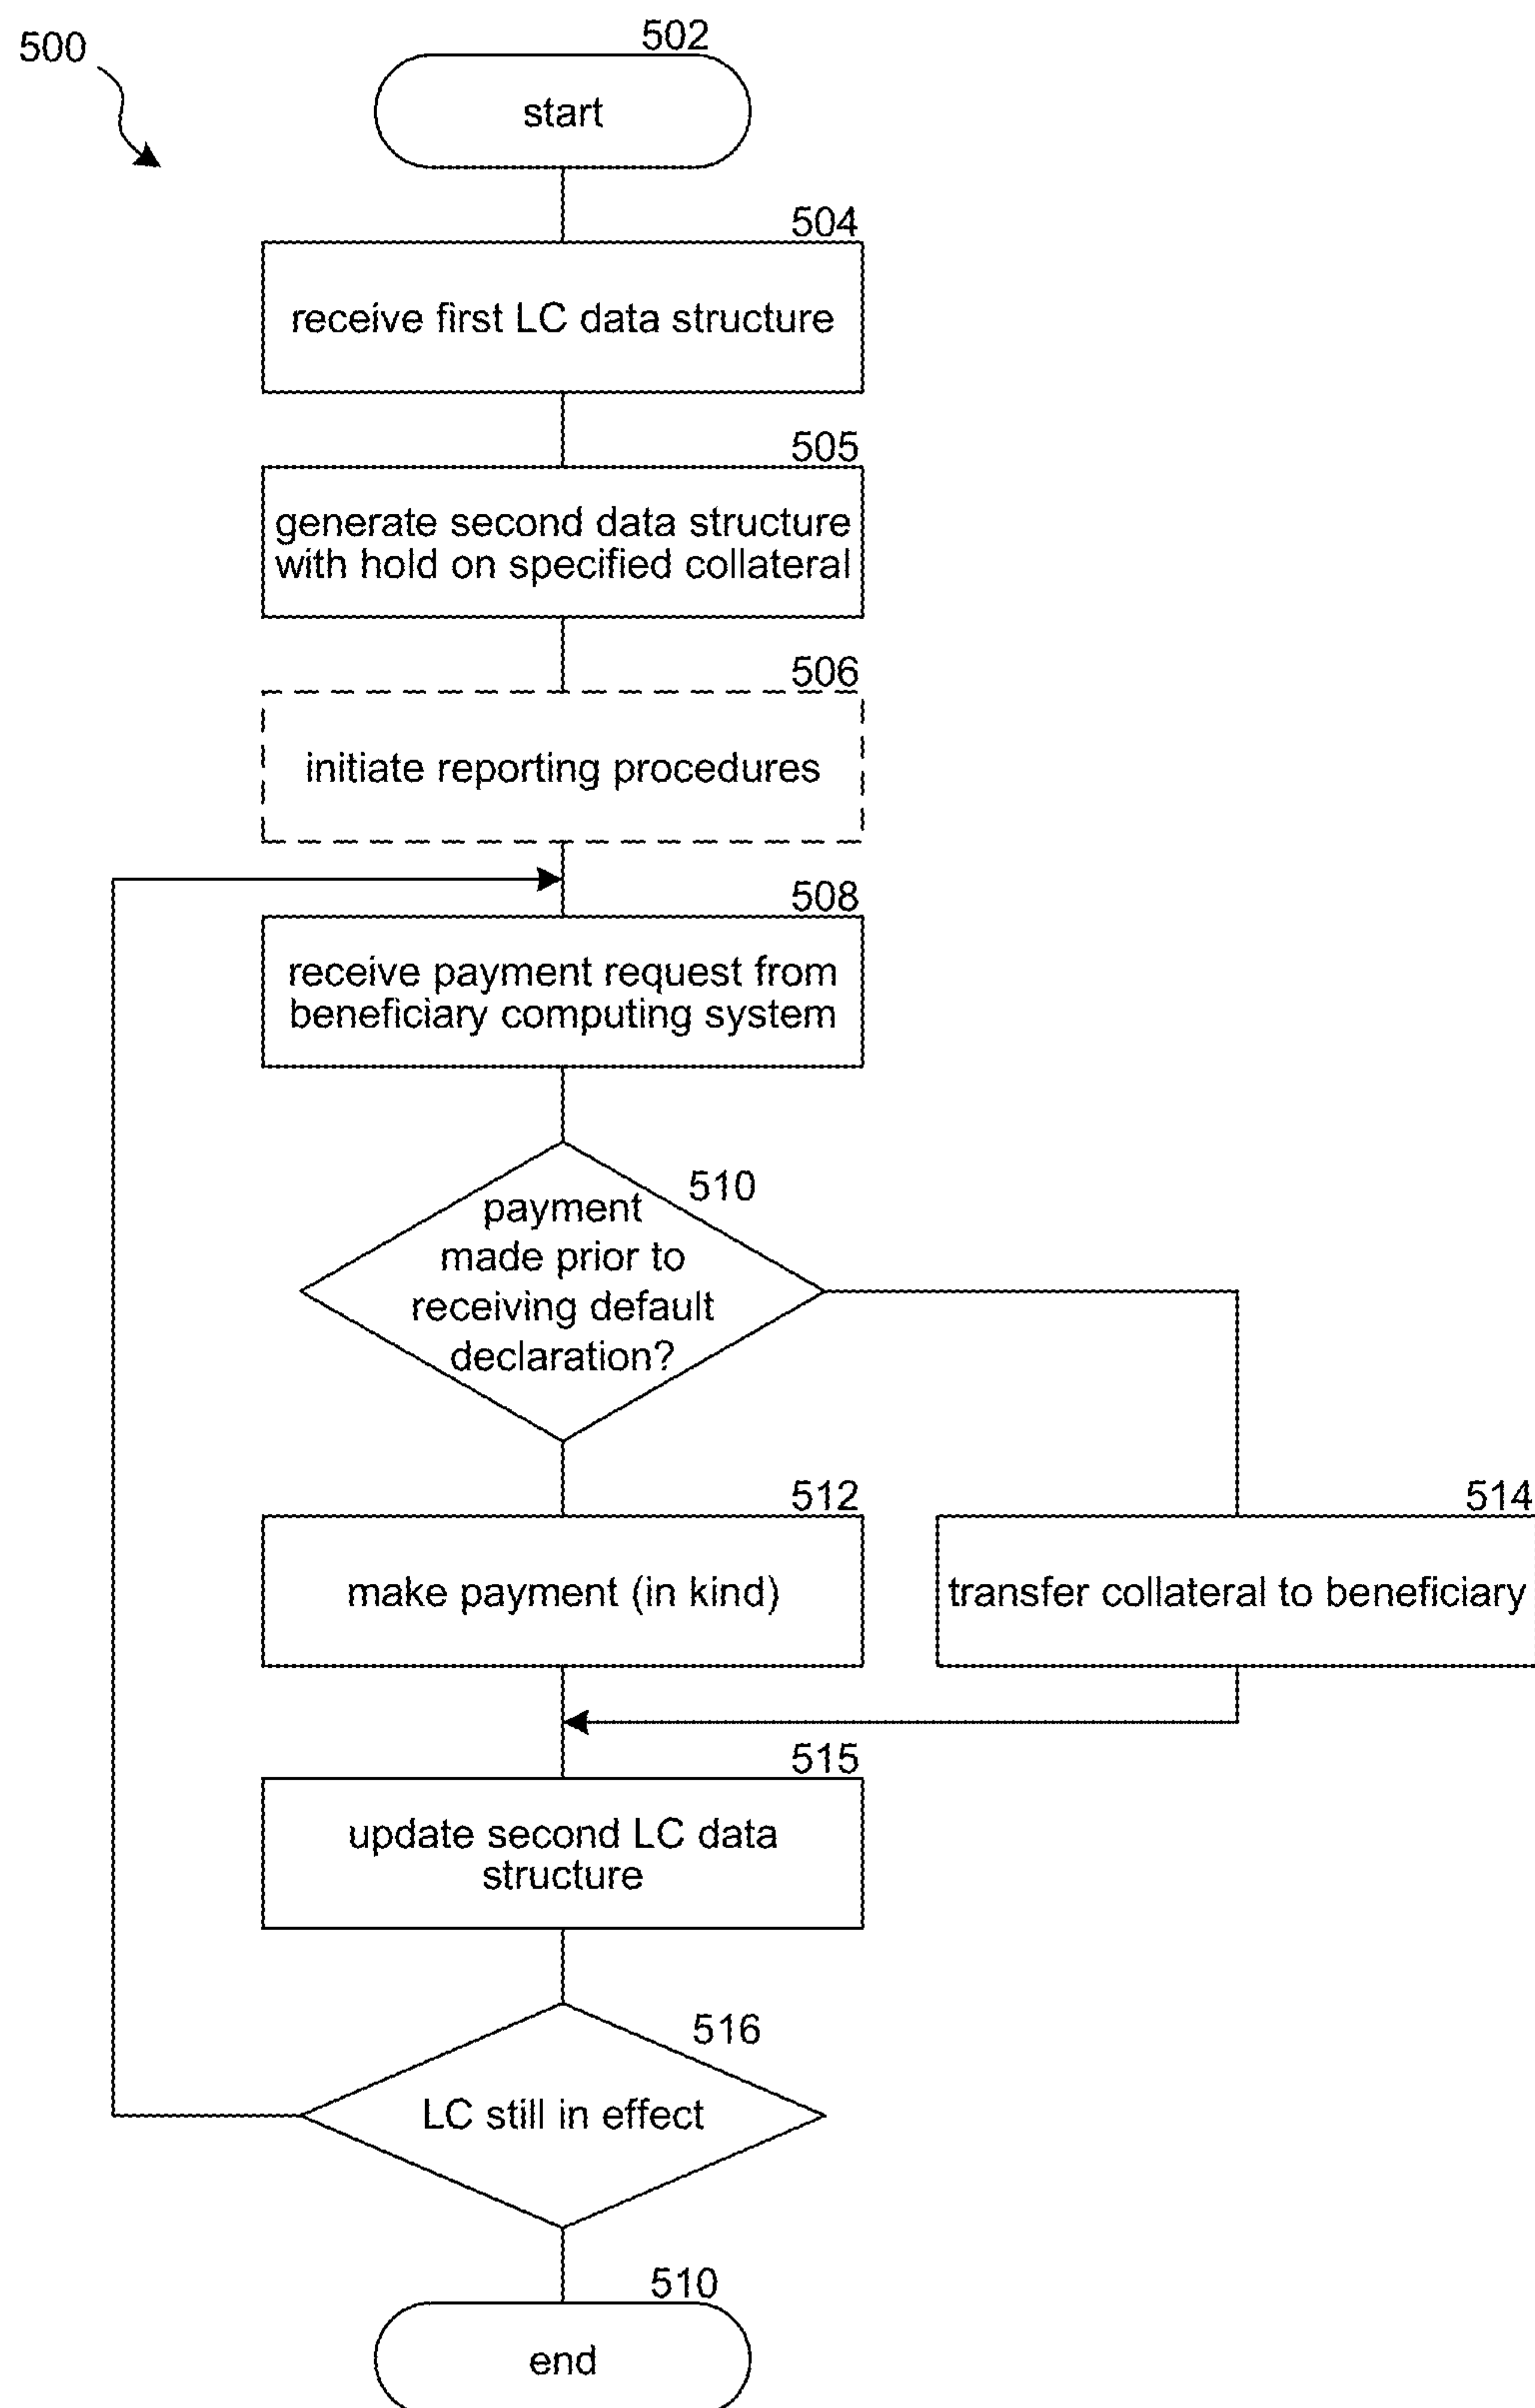 500
502
start
504
receive first LC data structure
505
generate second data structure
with hold on specified collateral
506
initiate reporting procedures
508
receive payment request from
beneficiary computing system
510
payment
made prior to
receiving default
declaration?
512
make payment (in kind)
514
transfer collateral to beneficiary
515
update second LC data
structure
516
LC still in effect
510
end